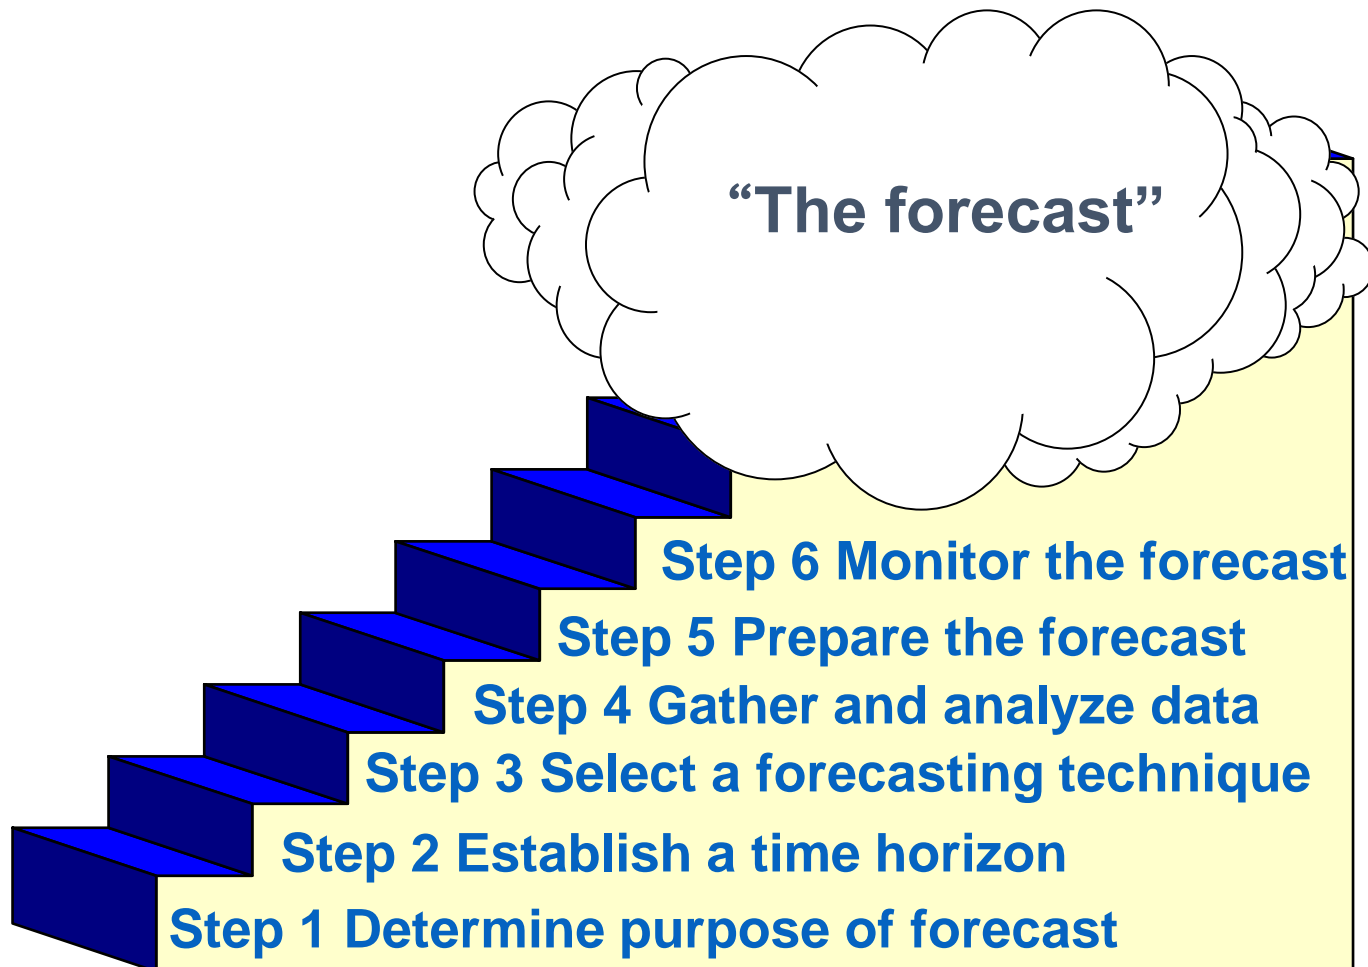 “The forecast”
Step 6 Monitor the forecast
Step 5 Prepare the forecast
Step 4 Gather and analyze data
Step 3 Select a forecasting technique
Step 2 Establish a time horizon
Step 1 Determine purpose of forecast